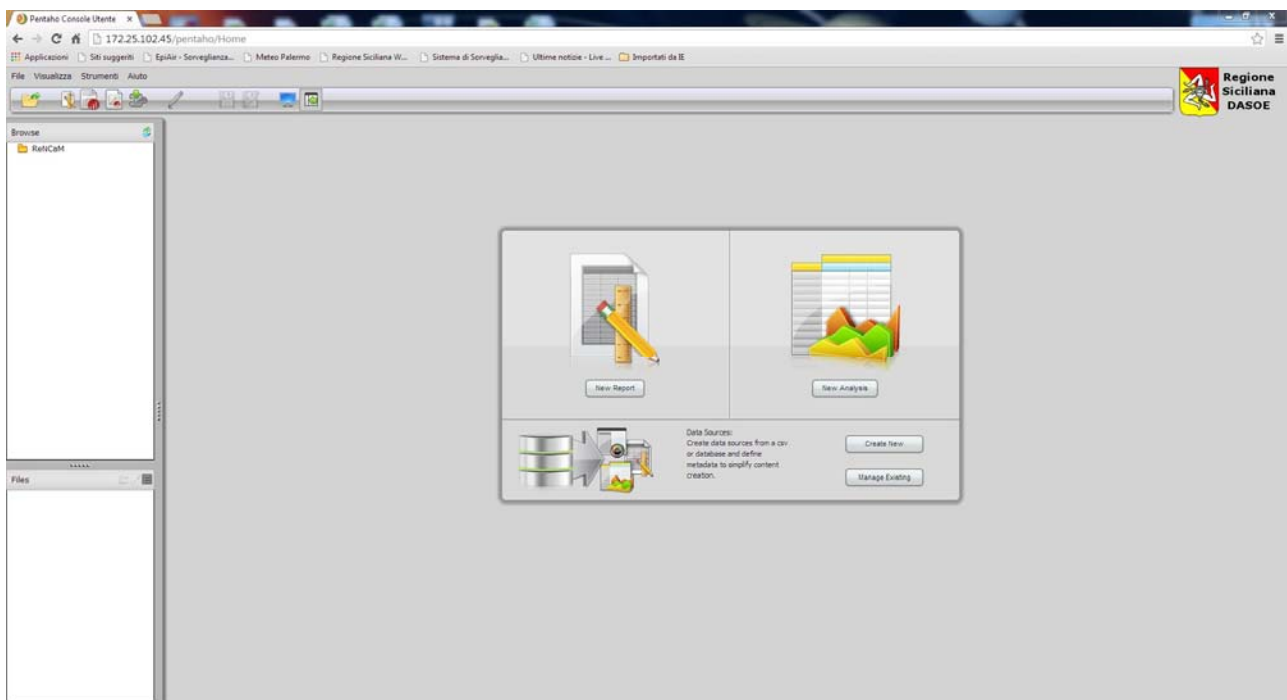 Pentaho Console Utente
172.25.102.45/pentaho/Home
Applicazioni Siti suggeriti EpiAir - Sorveglianza... Meteo Palermo Regione Siciliana W... Sistema di Sorveglia... Ultime notizie - Live ... Importati da IE
File Visualizza Strumenti Aiuto
Regione
Siciliana
DASOE
Browse
ReNCaM
New Report
New Analysis
Data Sources:
Create data sources from a csv
or database and define
metadata to simplify content
creation.
Create New
Manage Existing
Files